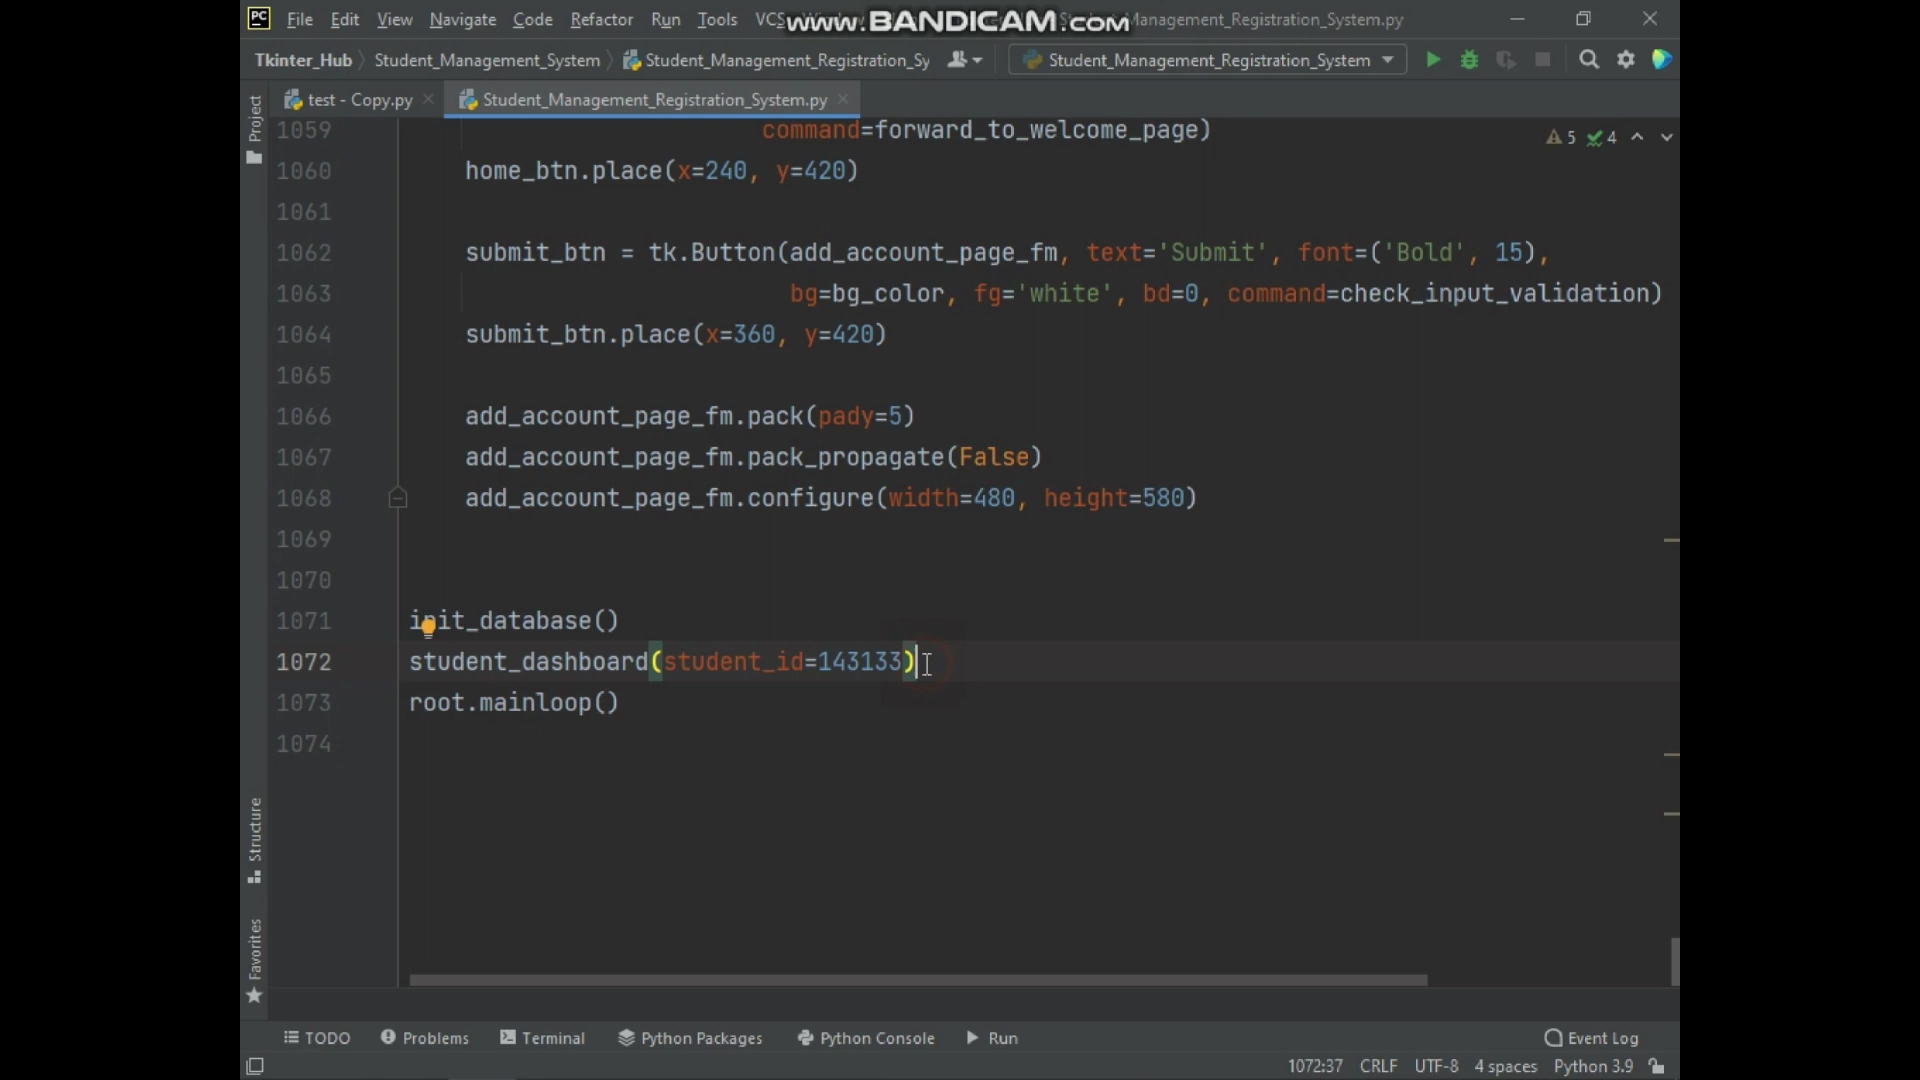 PC File Edit View Navigate Code Refactor Run Tools VCS Student_Management_Registration_System.py
www.BANDICAM.com
Tkinter_Hub Student_Management_System Student_Management_Registration_Sy Student_Management_Registration_System
Project
test - Copy.py Student_Management_Registration_System.py
5 4
1059 command=forward_to_welcome_page)
1060 home_btn.place(x=240, y=420)
1061
1062 submit_btn = tk.Button(add_account_page_fm, text='Submit', font=('Bold', 15),
1063 bg=bg_color, fg='white', bd=0, command=check_input_validation)
1064 submit_btn.place(x=360, y=420)
1065
1066 add_account_page_fm.pack(pady=5)
1067 add_account_page_fm.pack_propagate(False)
1068 add_account_page_fm.configure(width=480, height=580)
1069
1070
1071 init_database()
1072 student_dashboard(student_id=143133)
1073 root.mainloop()
1074
Structure
Favorites
TODO Problems Terminal Python Packages Python Console Run Event Log
1072:37 CRLF UTF-8 4 spaces Python 3.9